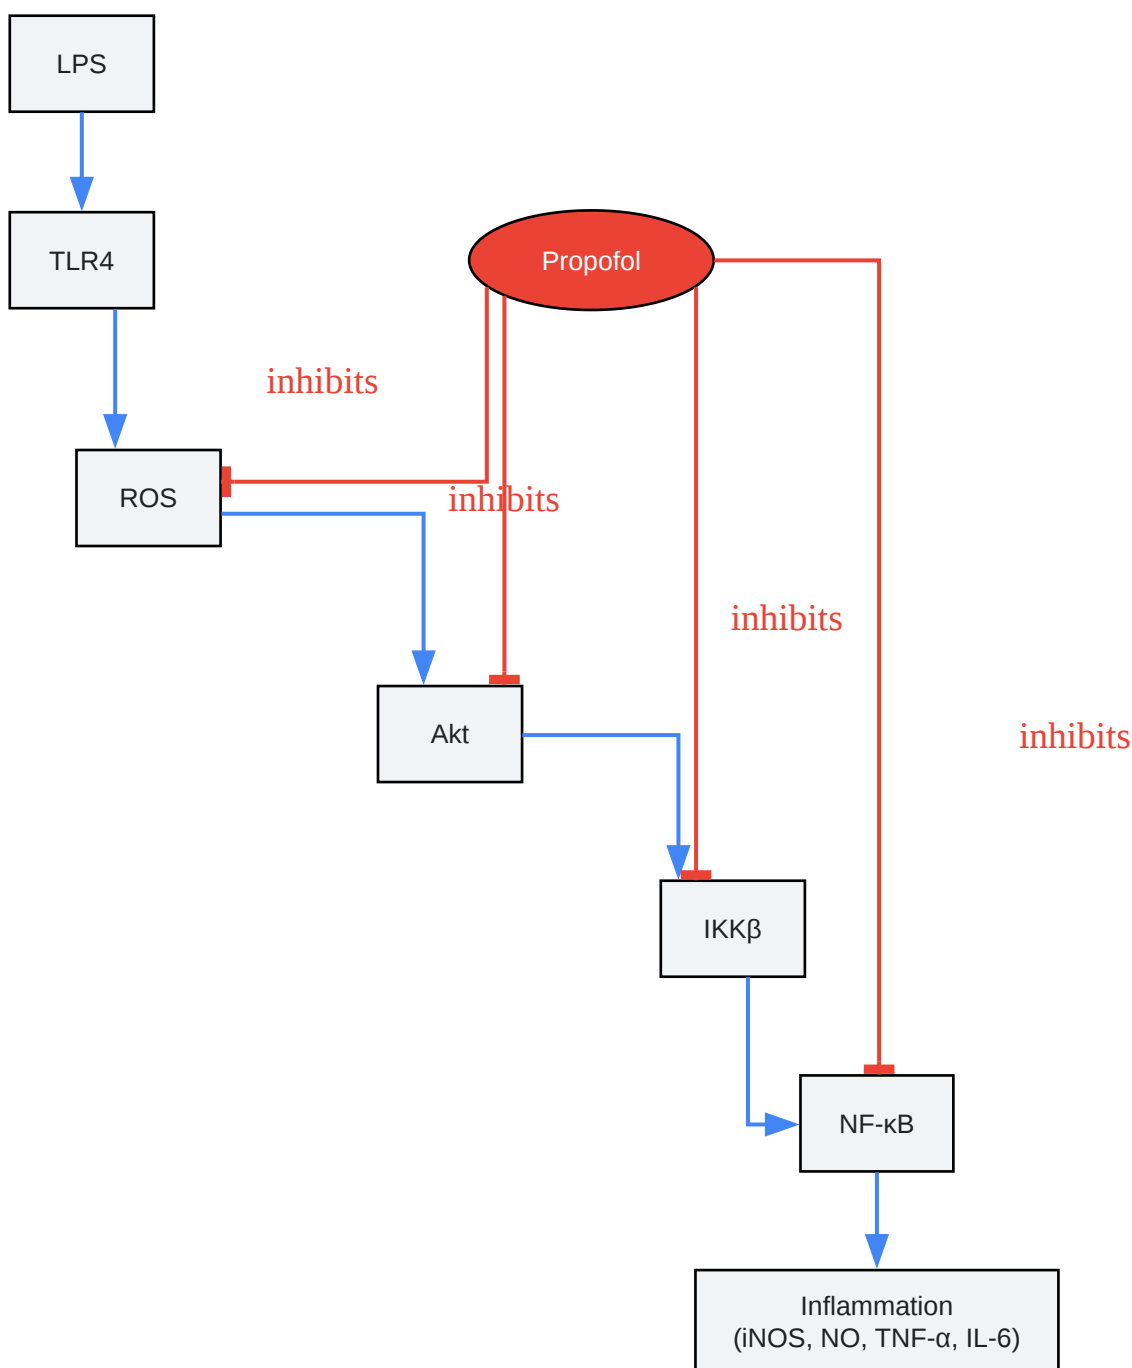 LPS
TLR4
Propofol
inhibits
ROS
inhibits
inhibits
Akt
inhibits
IKKβ
NF-κB
Inflammation
(iNOS, NO, TNF-α, IL-6)